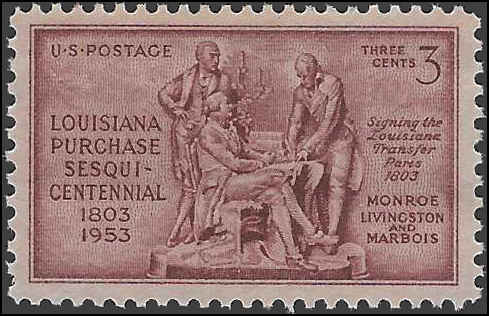 U·S·POSTAGE
THREE
CENTS 3
LOUISIANA
PURCHASE
SESQUI-
CENTENNIAL
1803
1953
Signing the
Louisiana
Transfer
Paris
1803
MONROE
LIVINGSTON
AND
MARBOIS